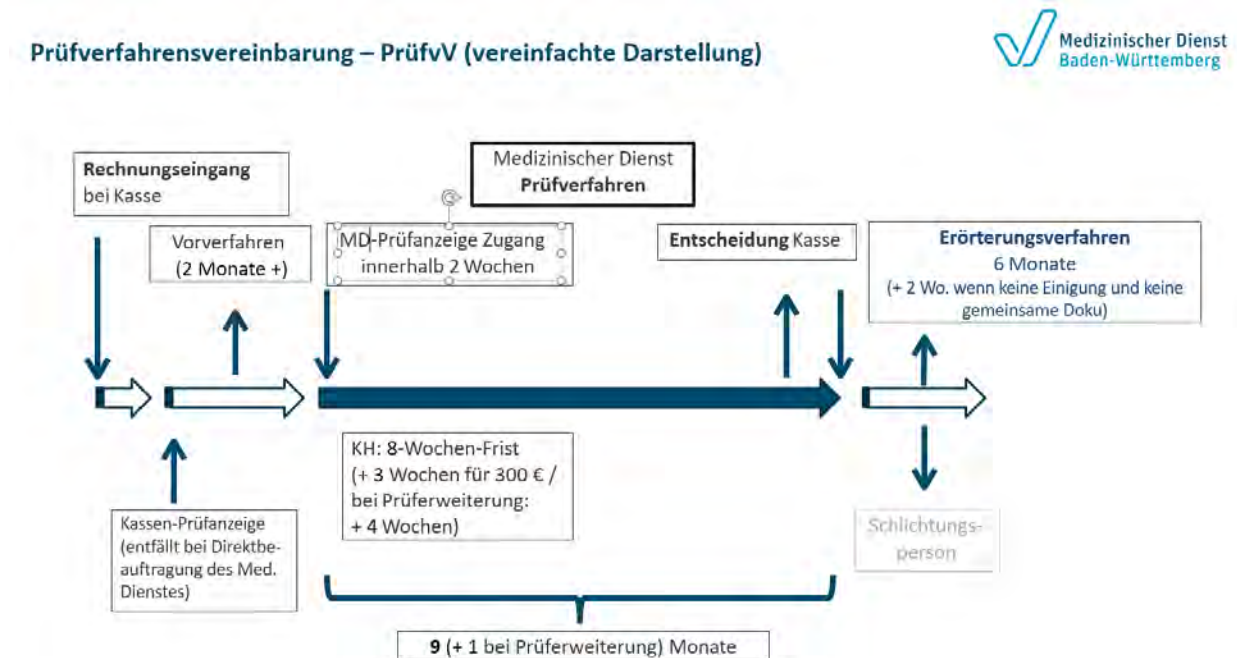 Prüfverfahrensvereinbarung – PrüfvV (vereinfachte Darstellung)
Medizinischer Dienst
Baden-Württemberg
Rechnungseingang
bei Kasse
Vorverfahren
(2 Monate +)
MD-Prüfanzeige Zugang
innerhalb 2 Wochen
Medizinischer Dienst
Prüfverfahren
Entscheidung Kasse
Erörterungsverfahren
6 Monate
(+ 2 Wo. wenn keine Einigung und keine
gemeinsame Doku)
Kassen-Prüfanzeige
(entfällt bei Direktbe-
auftragung des Med.
Dienstes)
KH: 8-Wochen-Frist
(+ 3 Wochen für 300 € /
bei Prüferweiterung:
+ 4 Wochen)
Schlichtungs-
person
9 (+ 1 bei Prüferweiterung) Monate